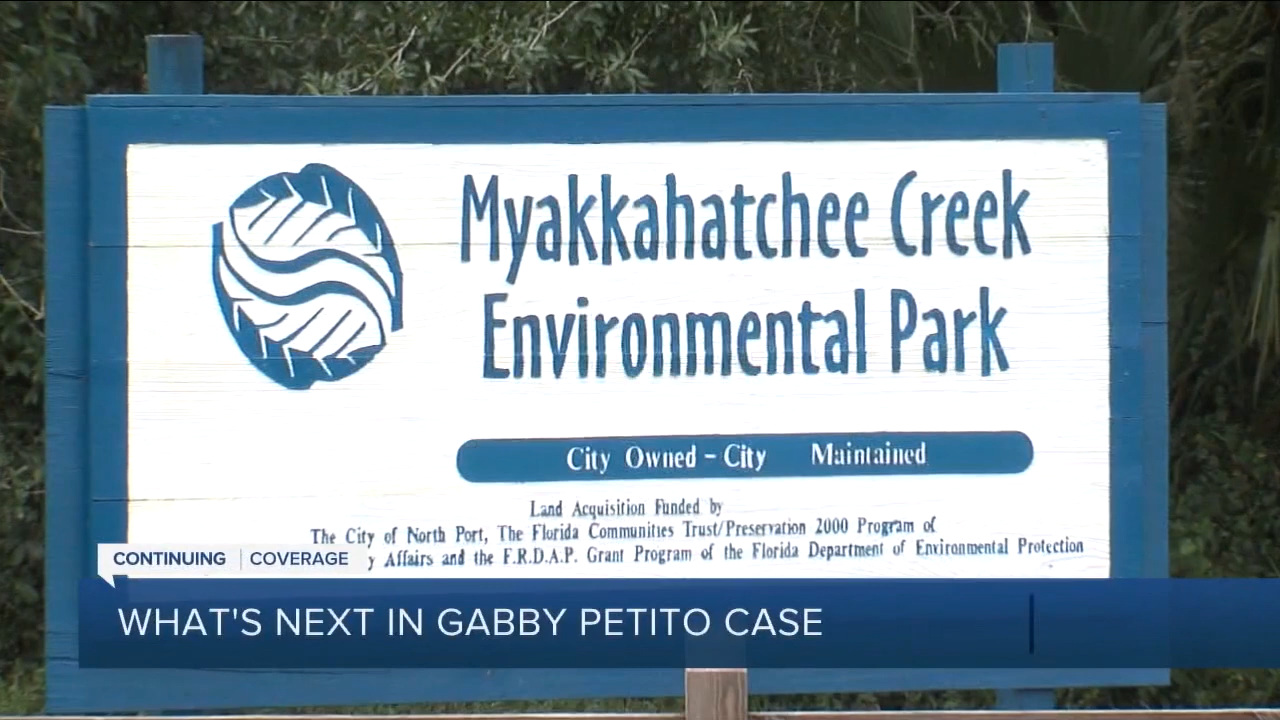 Myakkahatchee Creek
Environmental Park
City Owned - City Maintained
Land Acquisition Funded by
The City of North Port, The Florida Communities Trust/Preservation 2000 Program of
Affairs and the F.R.D.A.P. Grant Program of the Florida Department of Environmental Protection
CONTINUING | COVERAGE
WHAT'S NEXT IN GABBY PETITO CASE